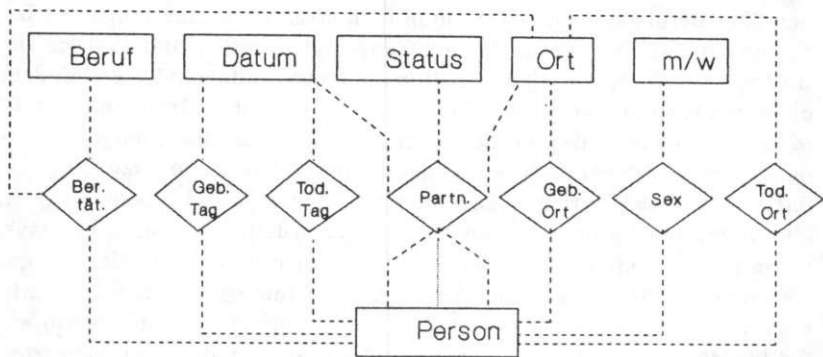 Beruf Datum Status Ort m/w
Ber. Geb. Tod. Partn. Geb. Sex Tod.
tät. Tag Tag Ort Ort
Person